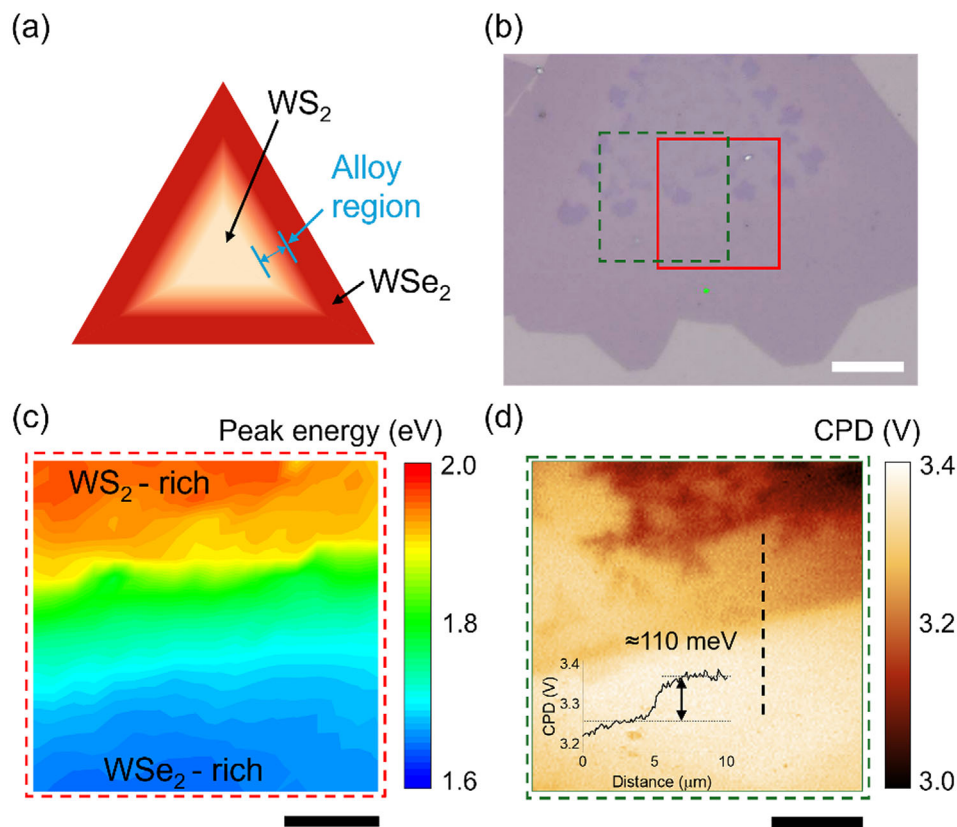 (a)
WS₂
Alloy
region
WSe₂
(b)
(c)
Peak energy (eV)
WS₂ - rich
WSe₂ - rich
2.0
1.8
1.6
(d)
CPD (V)
≈110 meV
CPD (V)
3.4
3.3
3.2
0
5
10
Distance (μm)
3.4
3.2
3.0